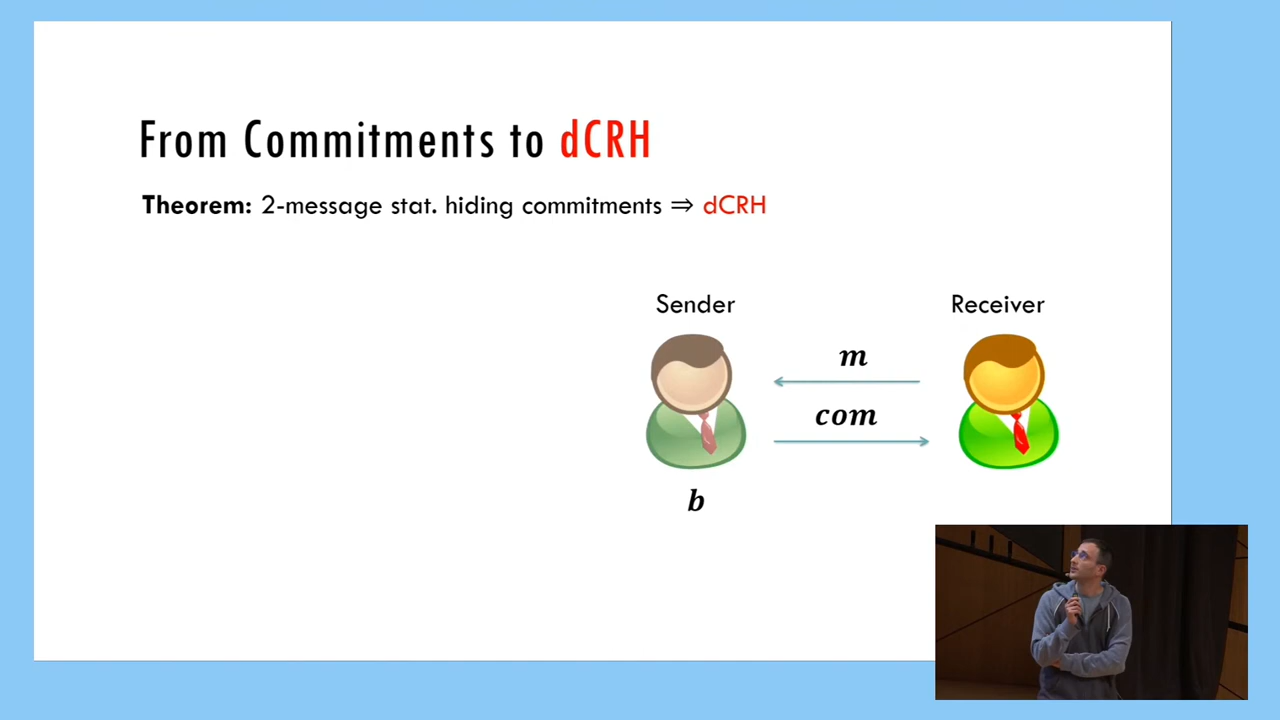 From Commitments to dCRH
Theorem: 2-message stat. hiding commitments ⇒ dCRH
Sender
Receiver
m
com
b